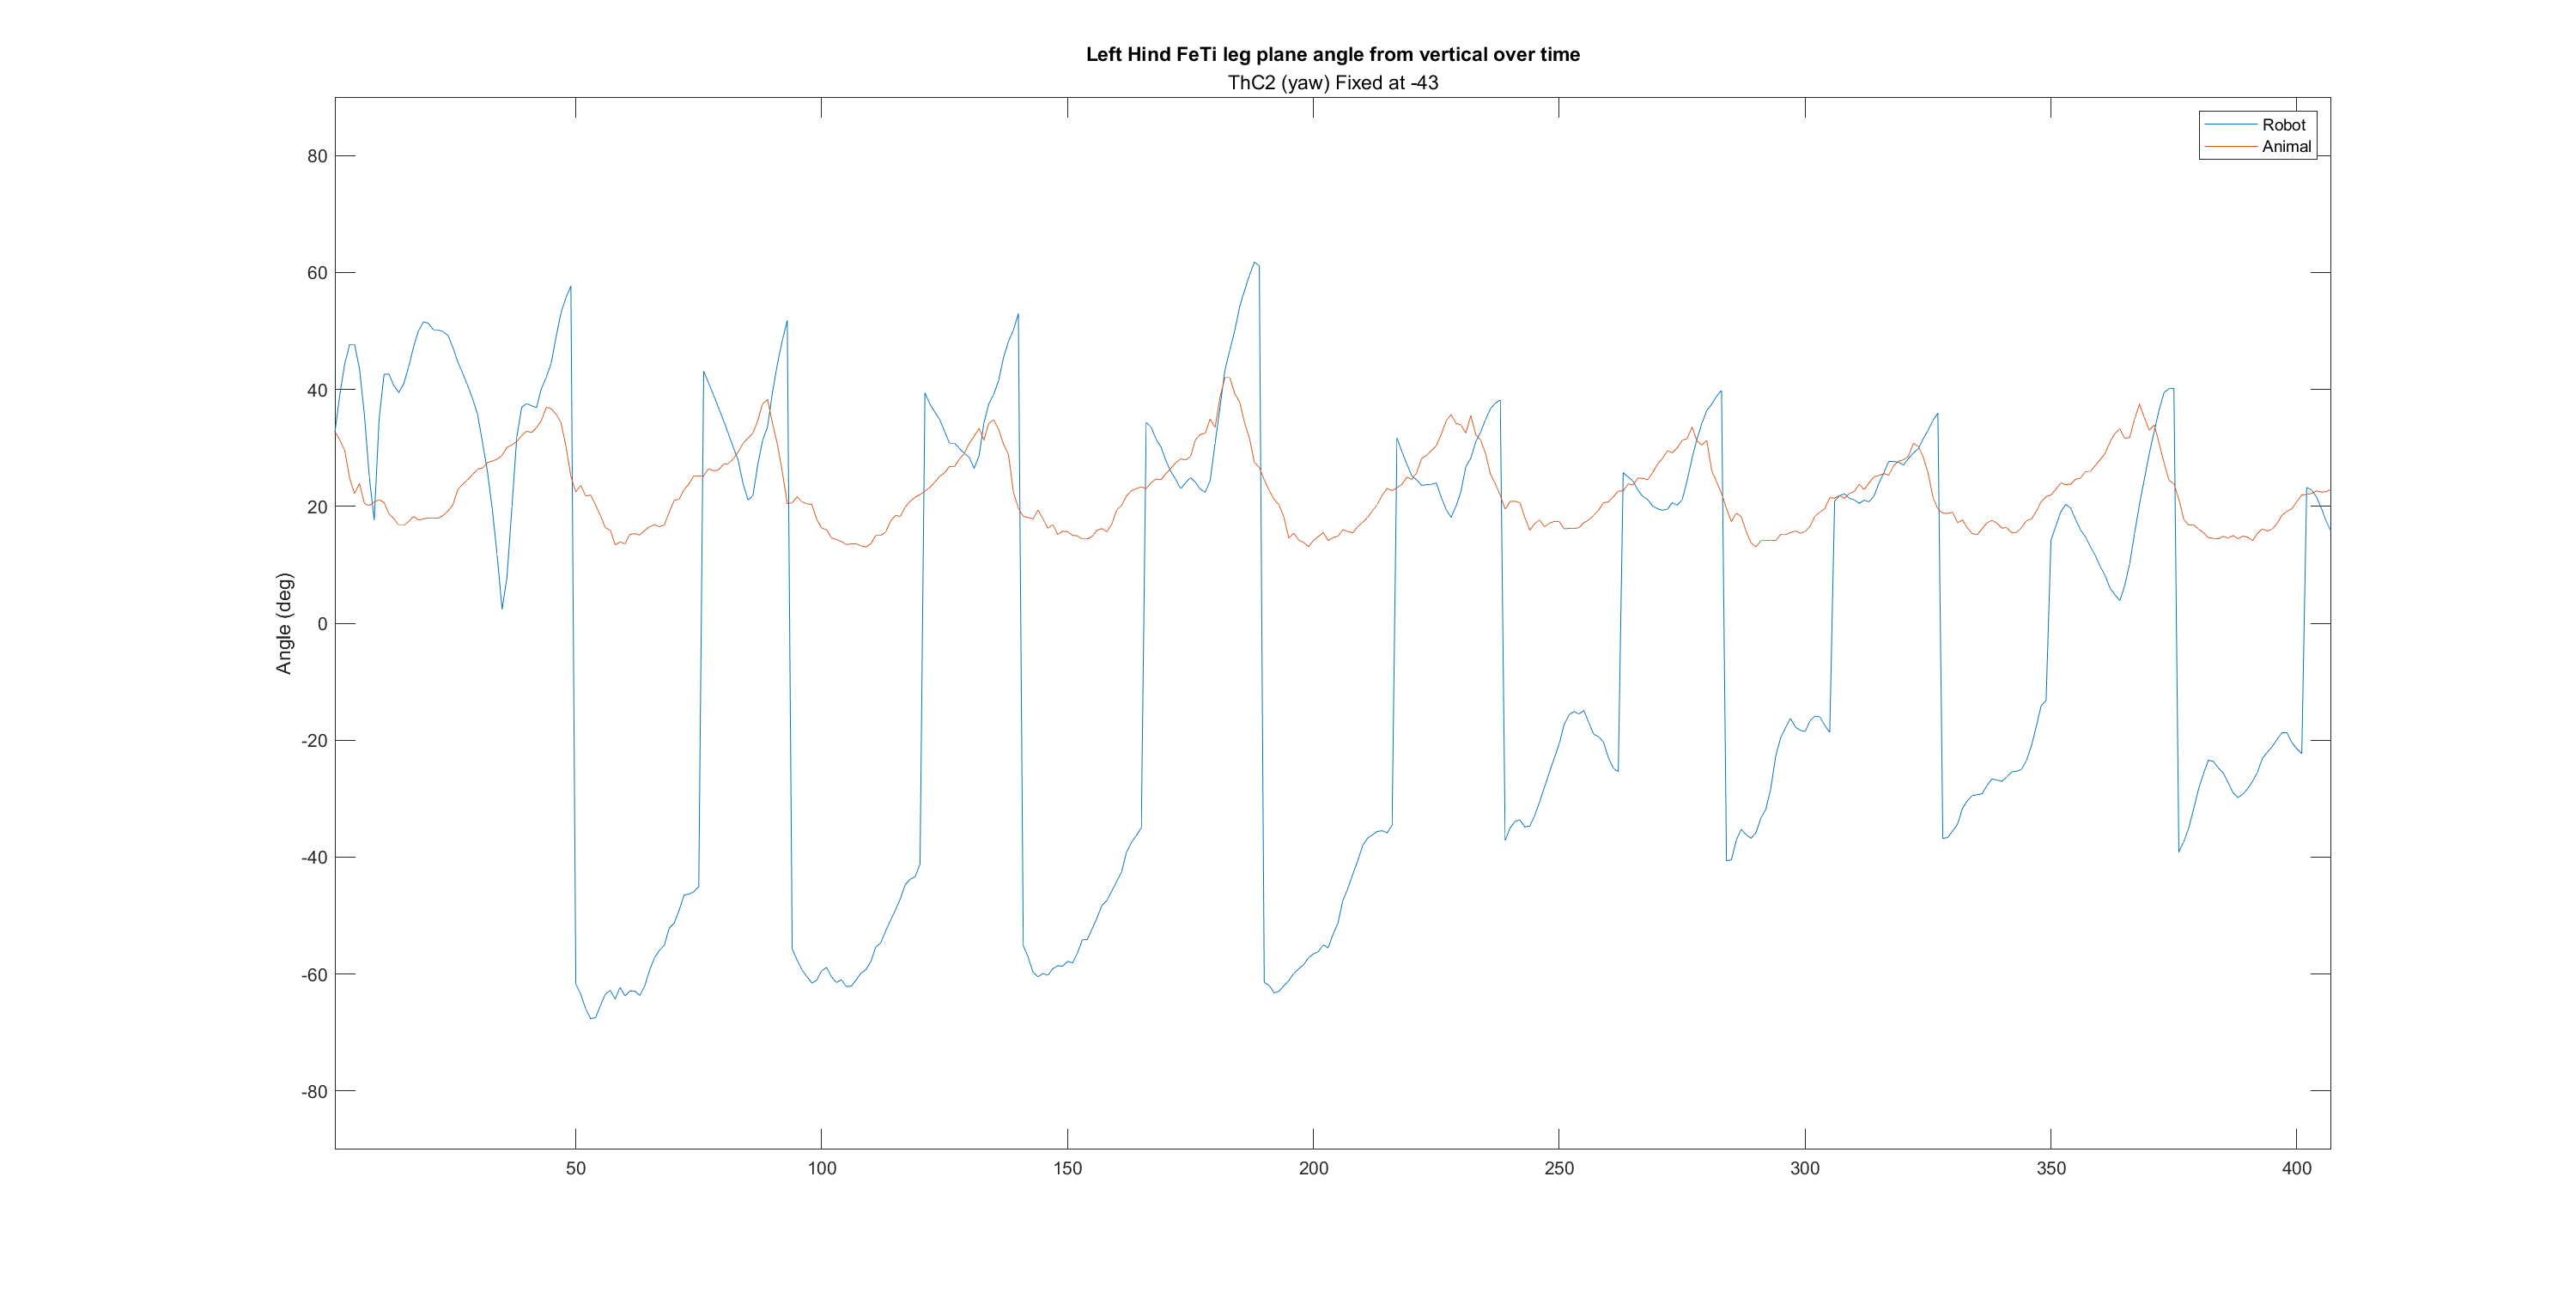 Left Hind FeTi leg plane angle from vertical over time
ThC2 (yaw) Fixed at -43
Robot
Animal
Angle (deg)
80
60
40
20
0
-20
-40
-60
-80
50 100 150 200 250 300 350 400